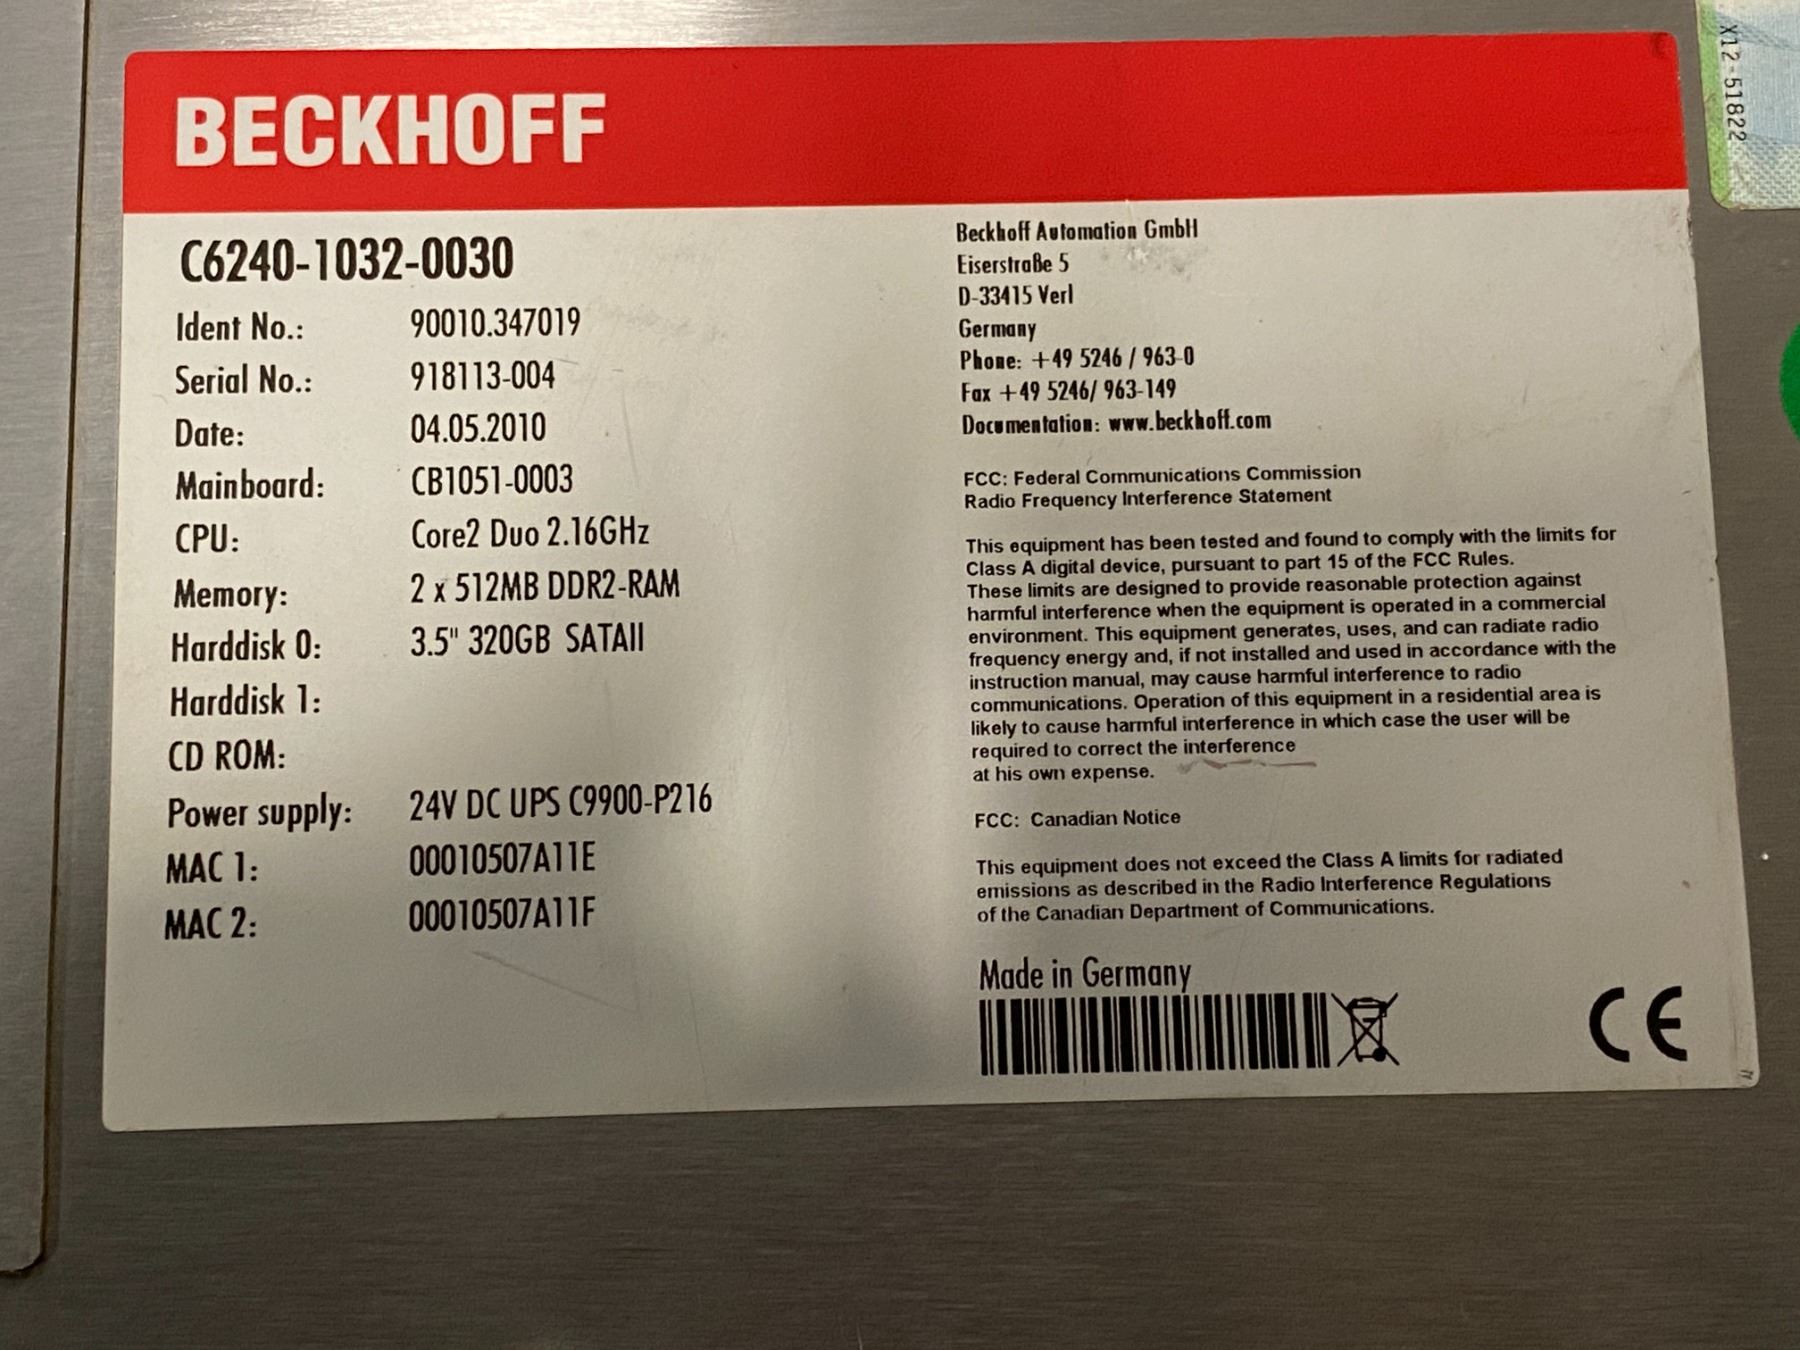 BECKHOFF
C6240-1032-0030
Ident No.: 90010.347019
Serial No.: 918113-004
Date: 04.05.2010
Mainboard: CB1051-0003
CPU: Core2 Duo 2.16GHz
Memory: 2 x 512MB DDR2-RAM
Harddisk 0: 3.5" 320GB SATAII
Harddisk 1:
CD ROM:
Power supply: 24V DC UPS C9900-P216
MAC 1: 00010507A11E
MAC 2: 00010507A11F
Beckhoff Automation GmbH
Eiserstraße 5
D-33415 Verl
Germany
Phone: +49 5246 / 963-0
Fax +49 5246/ 963-149
Documentation: www.beckhoff.com
FCC: Federal Communications Commission
Radio Frequency Interference Statement
This equipment has been tested and found to comply with the limits for
Class A digital device, pursuant to part 15 of the FCC Rules.
These limits are designed to provide reasonable protection against
harmful interference when the equipment is operated in a commercial
environment. This equipment generates, uses, and can radiate radio
frequency energy and, if not installed and used in accordance with the
instruction manual, may cause harmful interference to radio
communications. Operation of this equipment in a residential area is
likely to cause harmful interference in which case the user will be
required to correct the interference
at his own expense.
FCC: Canadian Notice
This equipment does not exceed the Class A limits for radiated
emissions as described in the Radio Interference Regulations
of the Canadian Department of Communications.
Made in Germany
CE
X12-51822